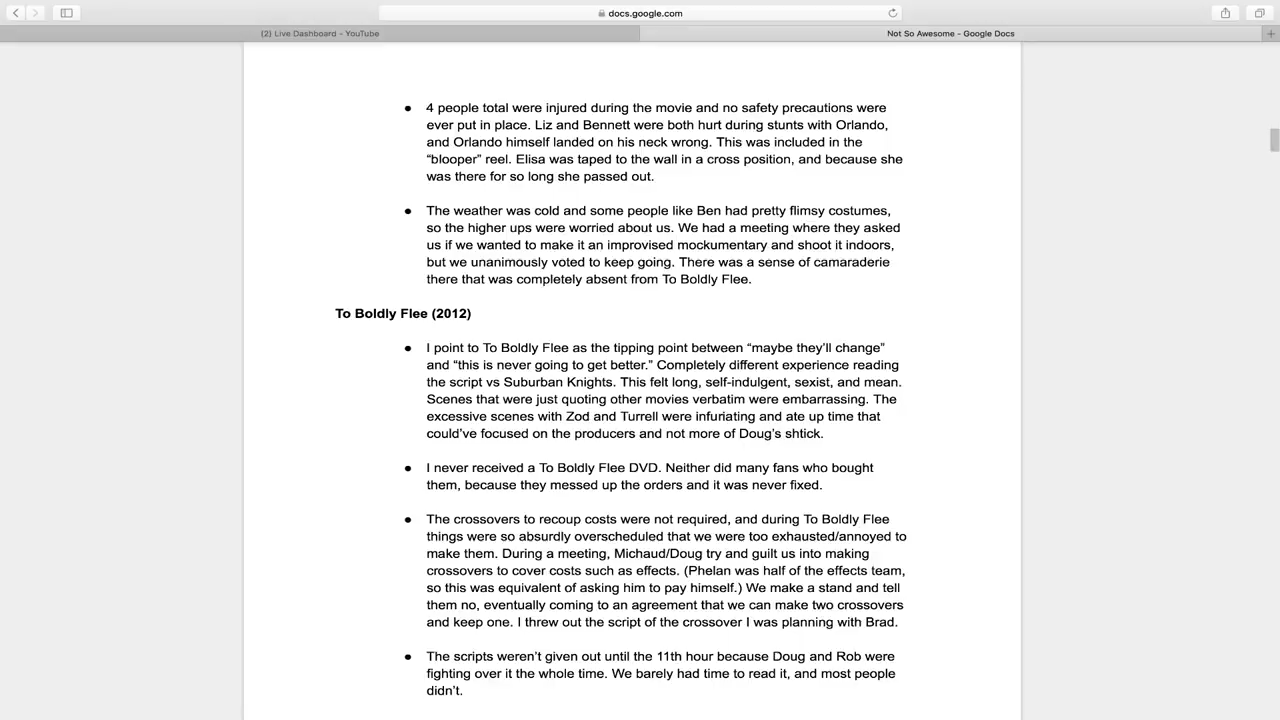 docs.google.com
(2) Live Dashboard - YouTube
Not So Awesome - Google Docs
● 4 people total were injured during the movie and no safety precautions were
ever put in place. Liz and Bennett were both hurt during stunts with Orlando,
and Orlando himself landed on his neck wrong. This was included in the
“blooper” reel. Elisa was taped to the wall in a cross position, and because she
was there for so long she passed out.
● The weather was cold and some people like Ben had pretty flimsy costumes,
so the higher ups were worried about us. We had a meeting where they asked
us if we wanted to make it an improvised mockumentary and shoot it indoors,
but we unanimously voted to keep going. There was a sense of camaraderie
there that was completely absent from To Boldly Flee.
To Boldly Flee (2012)
● I point to To Boldly Flee as the tipping point between “maybe they’ll change”
and “this is never going to get better.” Completely different experience reading
the script vs Suburban Knights. This felt long, self-indulgent, sexist, and mean.
Scenes that were just quoting other movies verbatim were embarrassing. The
excessive scenes with Zod and Turrell were infuriating and ate up time that
could’ve focused on the producers and not more of Doug’s shtick.
● I never received a To Boldly Flee DVD. Neither did many fans who bought
them, because they messed up the orders and it was never fixed.
● The crossovers to recoup costs were not required, and during To Boldly Flee
things were so absurdly overscheduled that we were too exhausted/annoyed to
make them. During a meeting, Michaud/Doug try and guilt us into making
crossovers to cover costs such as effects. (Phelan was half of the effects team,
so this was equivalent of asking him to pay himself.) We make a stand and tell
them no, eventually coming to an agreement that we can make two crossovers
and keep one. I threw out the script of the crossover I was planning with Brad.
● The scripts weren’t given out until the 11th hour because Doug and Rob were
fighting over it the whole time. We barely had time to read it, and most people
didn’t.